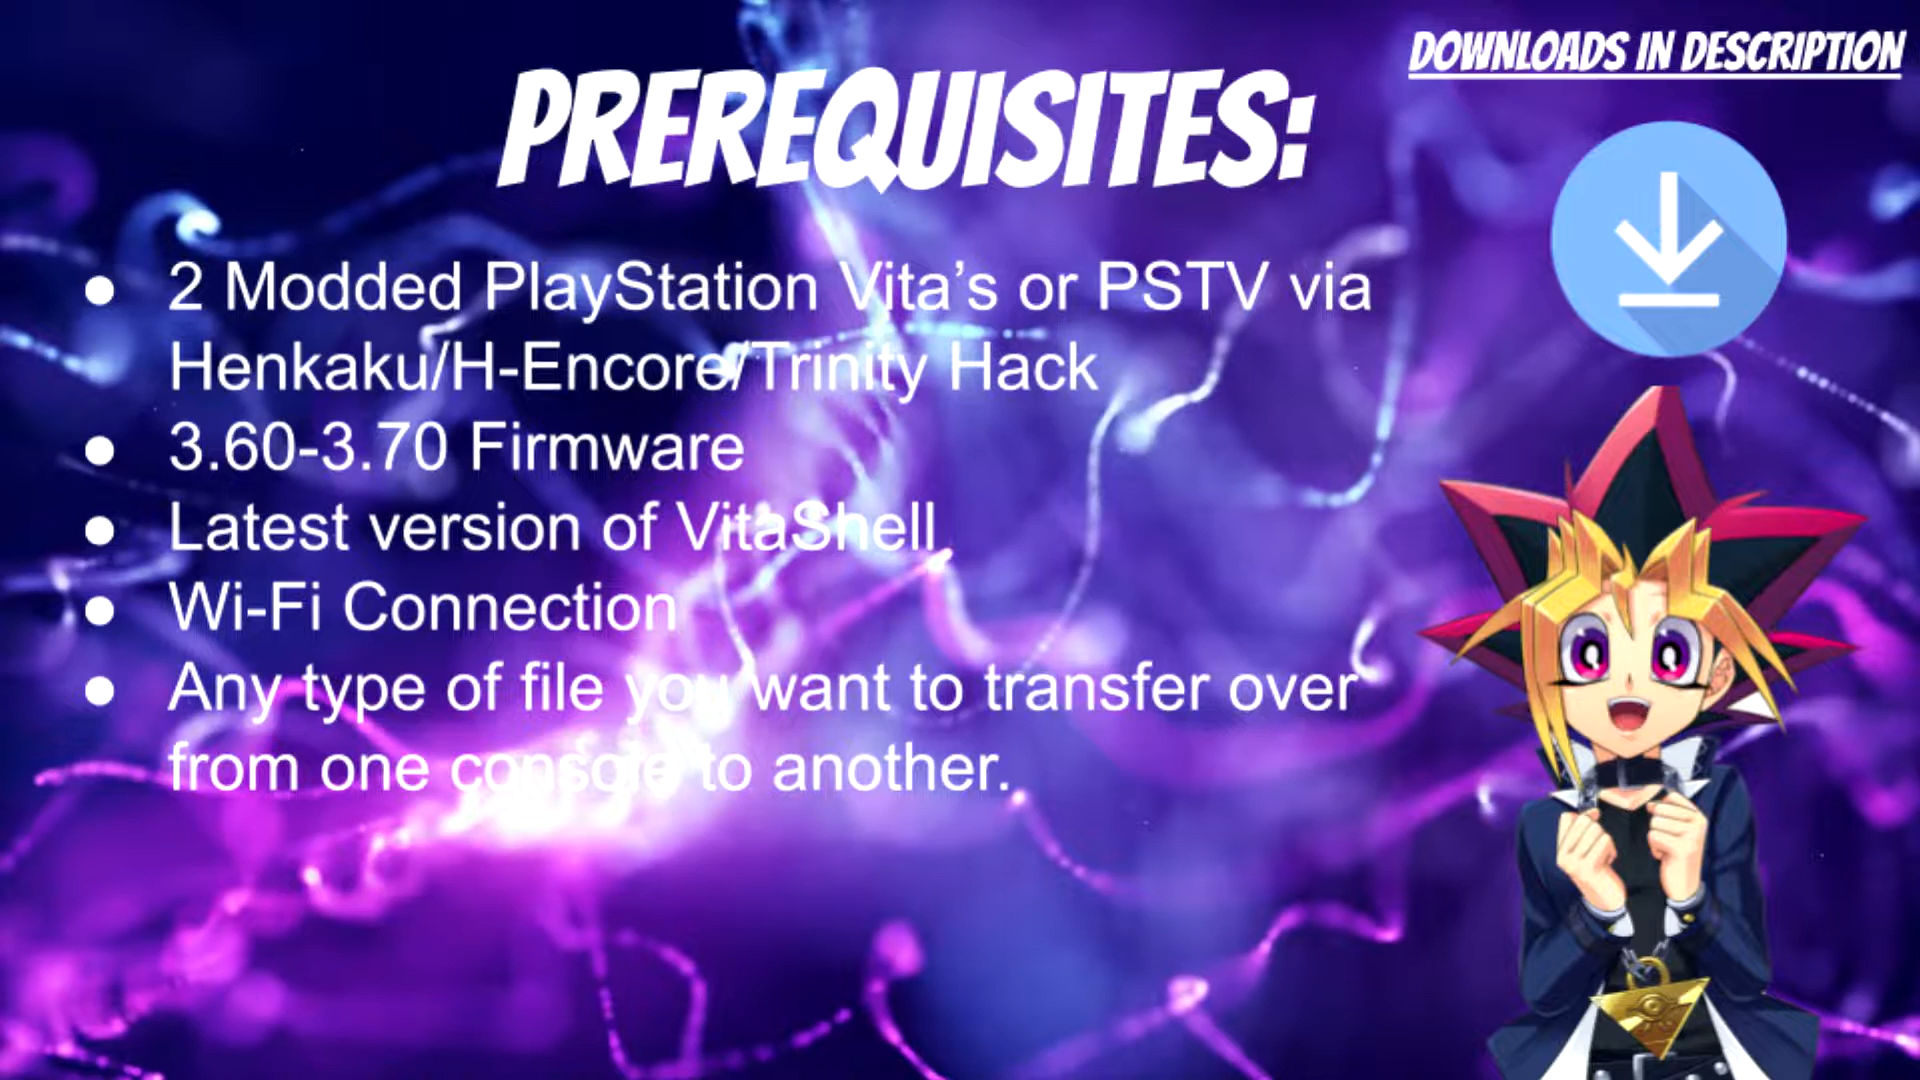 DOWNLOADS IN DESCRIPTION
PREREQUISITES:
● 2 Modded PlayStation Vita’s or PSTV via
Henkaku/H-Encore/Trinity Hack
● 3.60-3.70 Firmware
● Latest version of VitaShell
● Wi-Fi Connection
● Any type of file you want to transfer over
from one console to another.